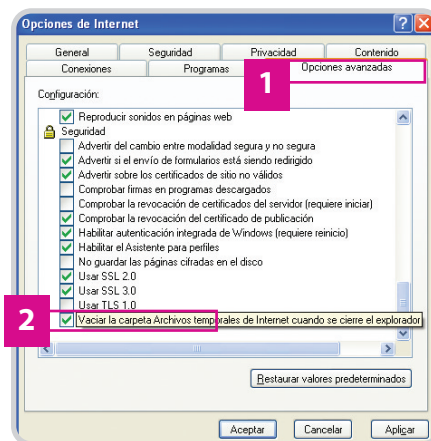 Opciones de Internet
General Seguridad Privacidad Contenido
Conexiones Programas Opciones avanzadas
1
Configuración:
Reproducir sonidos en páginas web
Seguridad
Advertir del cambio entre modalidad segura y no segura
Advertir si el envío de formularios está siendo redirigido
Advertir sobre los certificados de sitio no válidos
Comprobar firmas en programas descargados
Comprobar la revocación de certificados del servidor (requiere iniciar)
Comprobar la revocación del certificado de publicación
Habilitar autenticación integrada de Windows (requiere reinicio)
Habilitar el Asistente para perfiles
No guardar las páginas cifradas en el disco
Usar SSL 2.0
Usar SSL 3.0
Usar TLS 1.0
2
Vaciar la carpeta Archivos temporales de Internet cuando se cierre el explorador
Restaurar valores predeterminados
Aceptar Cancelar Aplicar